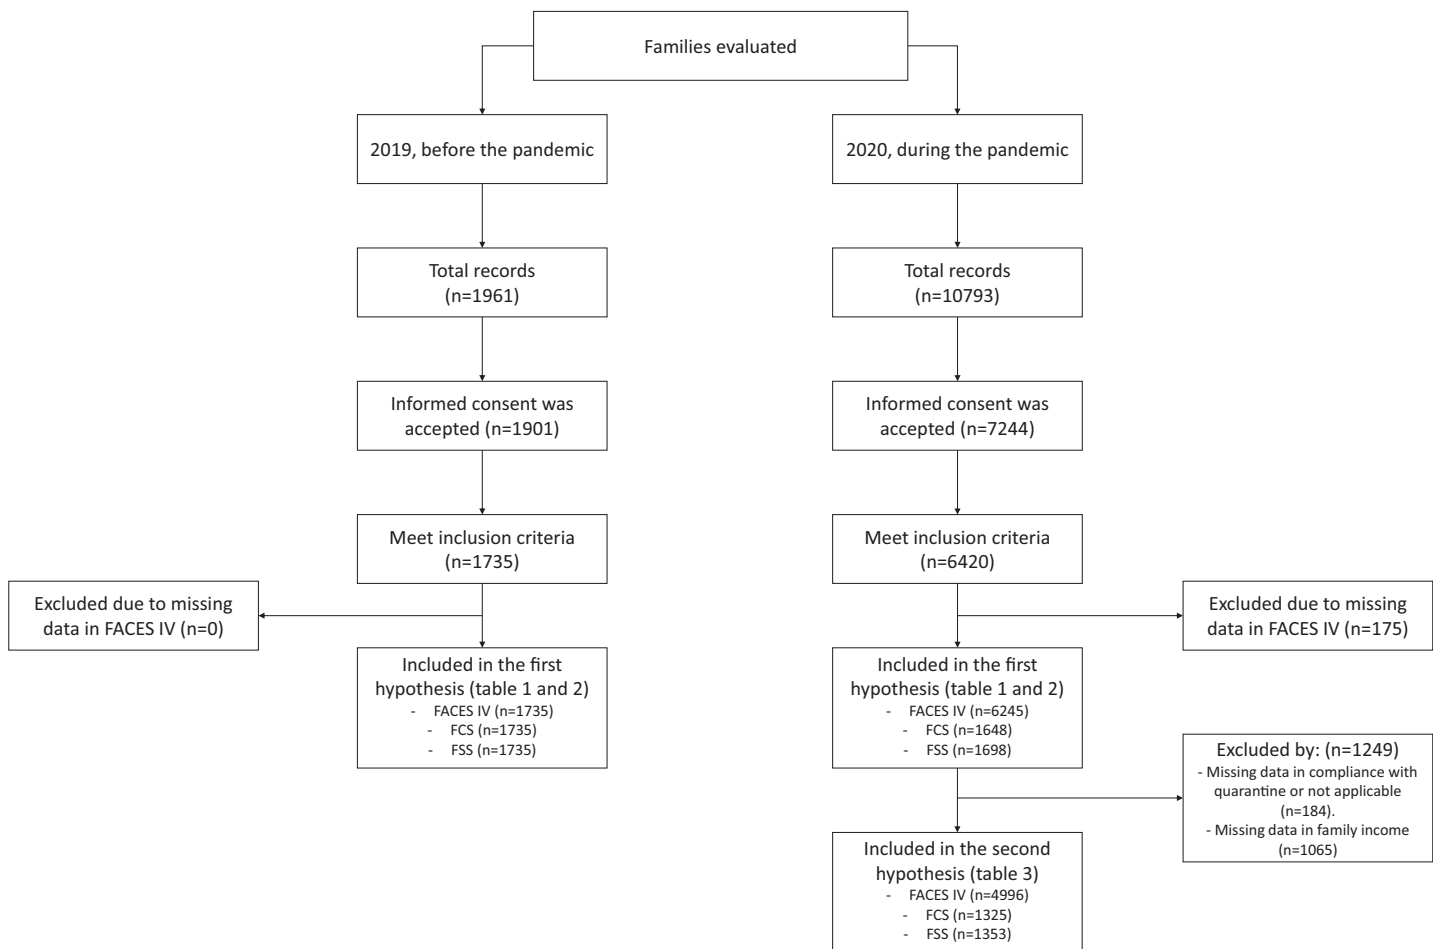 Families evaluated
2019, before the pandemic
2020, during the pandemic
Total records
(n=1961)
Total records
(n=10793)
Informed consent was
accepted (n=1901)
Informed consent was
accepted (n=7244)
Meet inclusion criteria
(n=1735)
Meet inclusion criteria
(n=6420)
Excluded due to missing
data in FACES IV (n=0)
Excluded due to missing
data in FACES IV (n=175)
Included in the first
hypothesis (table 1 and 2)
- FACES IV (n=1735)
- FCS (n=1735)
- FSS (n=1735)
Included in the first
hypothesis (table 1 and 2)
- FACES IV (n=6245)
- FCS (n=1648)
- FSS (n=1698)
Excluded by: (n=1249)
- Missing data in compliance with
quarantine or not applicable
(n=184).
- Missing data in family income
(n=1065)
Included in the second
hypothesis (table 3)
- FACES IV (n=4996)
- FCS (n=1325)
- FSS (n=1353)